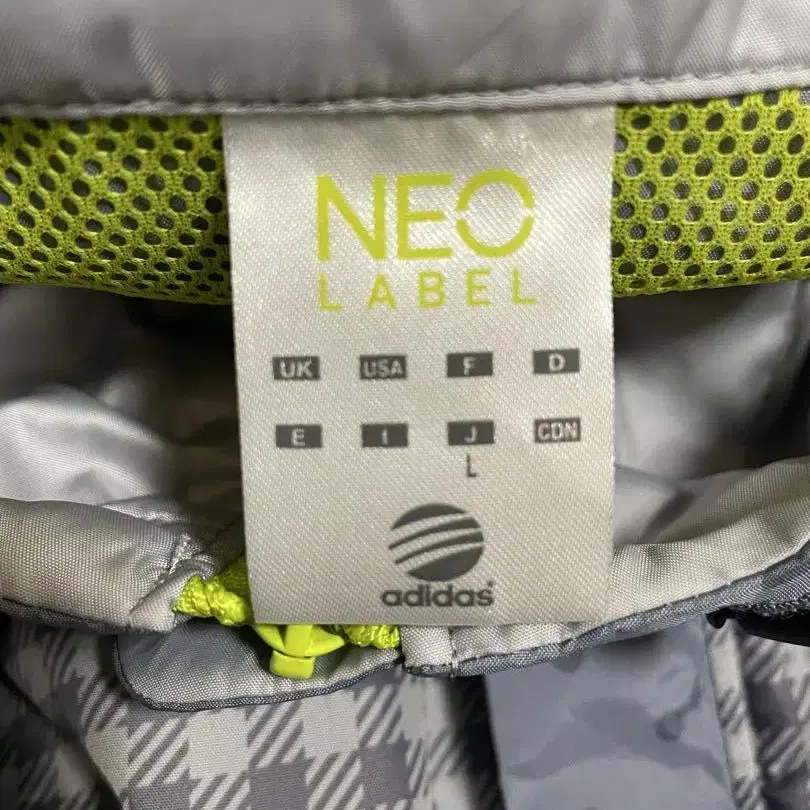 NEO
LABEL
UK USA F D
E I J CDN
L
adidas